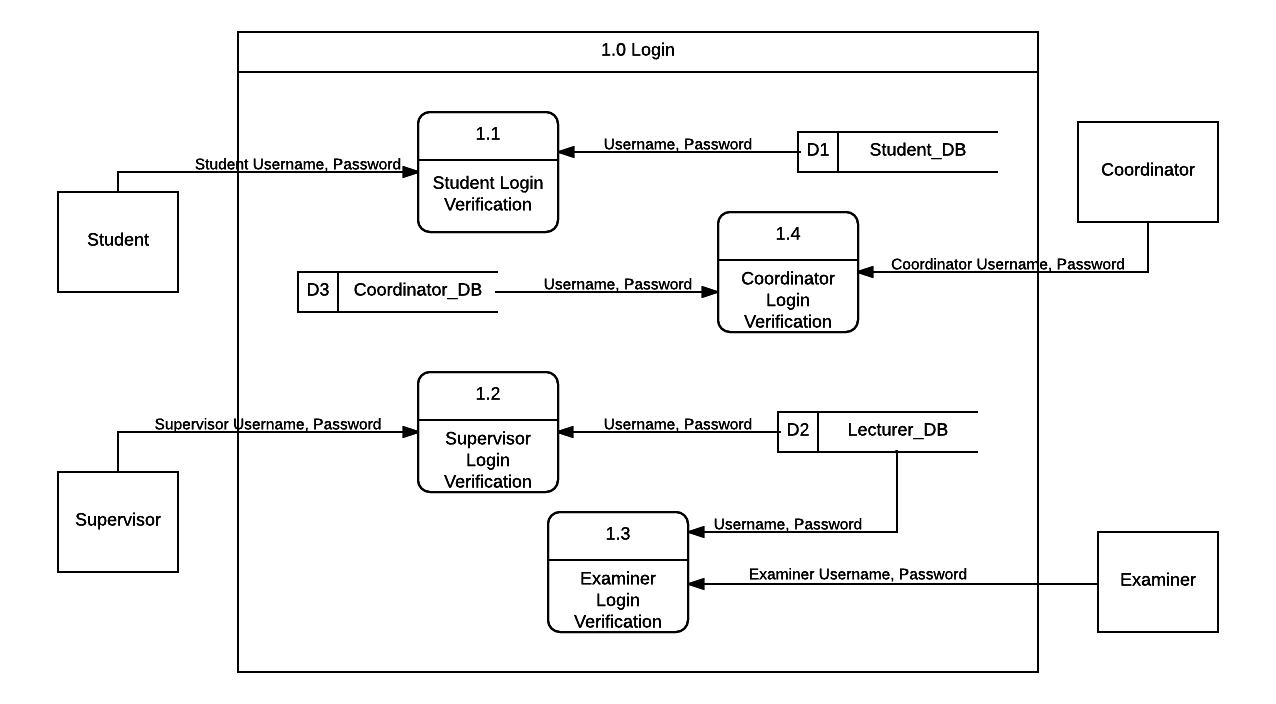 1.0 Login
1.1
Student Login
Verification
Username, Password
D1
Student_DB
Student Username, Password
Student
Coordinator
1.4
Coordinator
Login
Verification
Coordinator Username, Password
D3
Coordinator_DB
Username, Password
1.2
Supervisor
Login
Verification
Supervisor Username, Password
Username, Password
D2
Lecturer_DB
Supervisor
1.3
Examiner
Login
Verification
Username, Password
Examiner Username, Password
Examiner